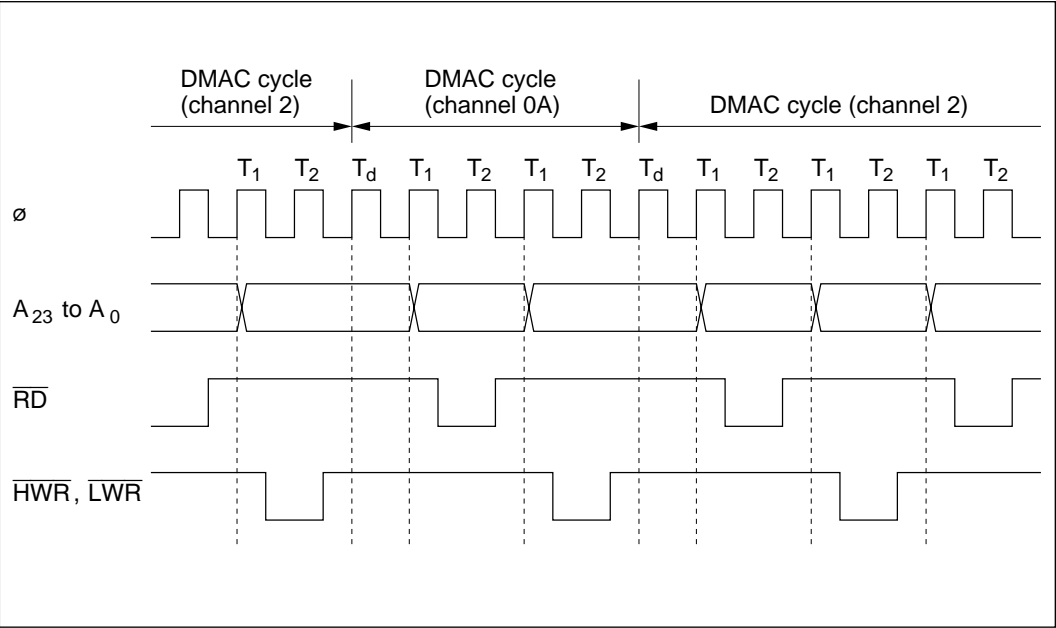 DMAC cycle
(channel 2)
DMAC cycle
(channel 0A)
DMAC cycle (channel 2)
T1 T2 Td T1 T2 T1 T2 Td T1 T2 T1 T2 T1 T2
ø
A23 to A0
RD
HWR, LWR